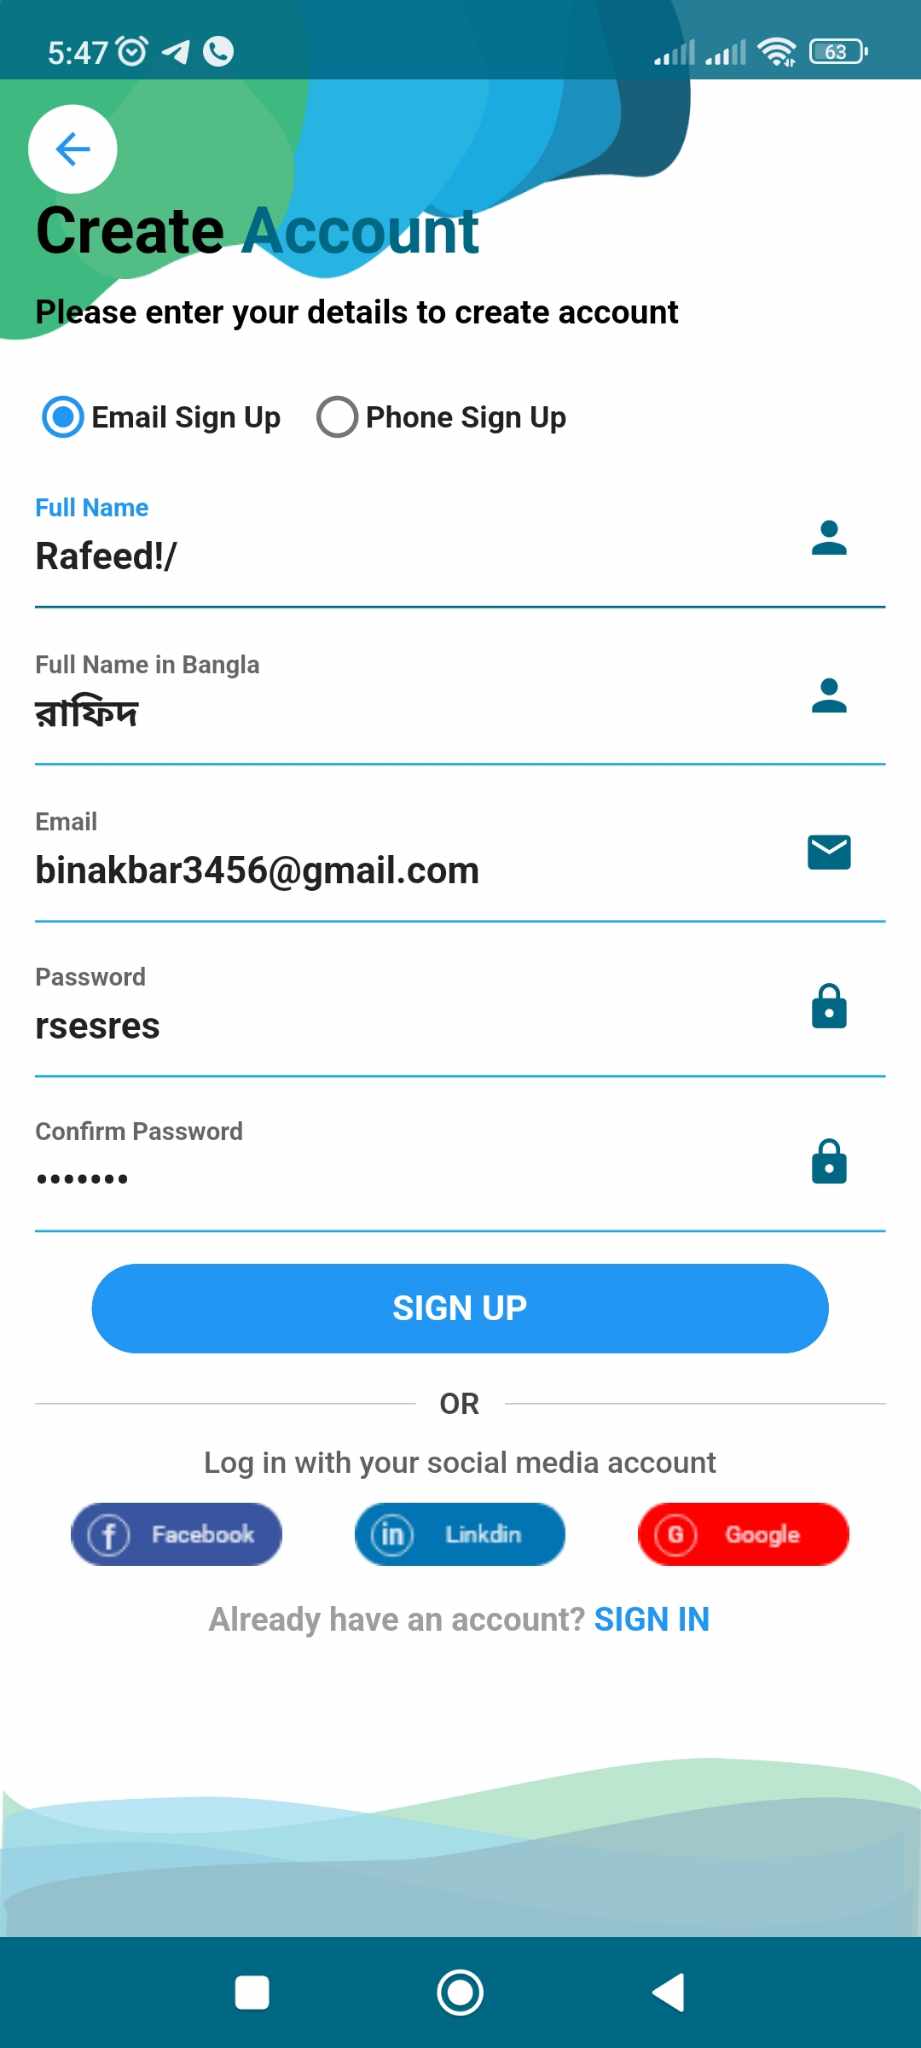 5:47
63
Create Account
Please enter your details to create account
Email Sign Up Phone Sign Up
Full Name
Rafeed!/
Full Name in Bangla
রাফিদ
Email
binakbar3456@gmail.com
Password
rsesres
Confirm Password
•••••••
SIGN UP
OR
Log in with your social media account
f Facebook in Linkdin G Google
Already have an account? SIGN IN